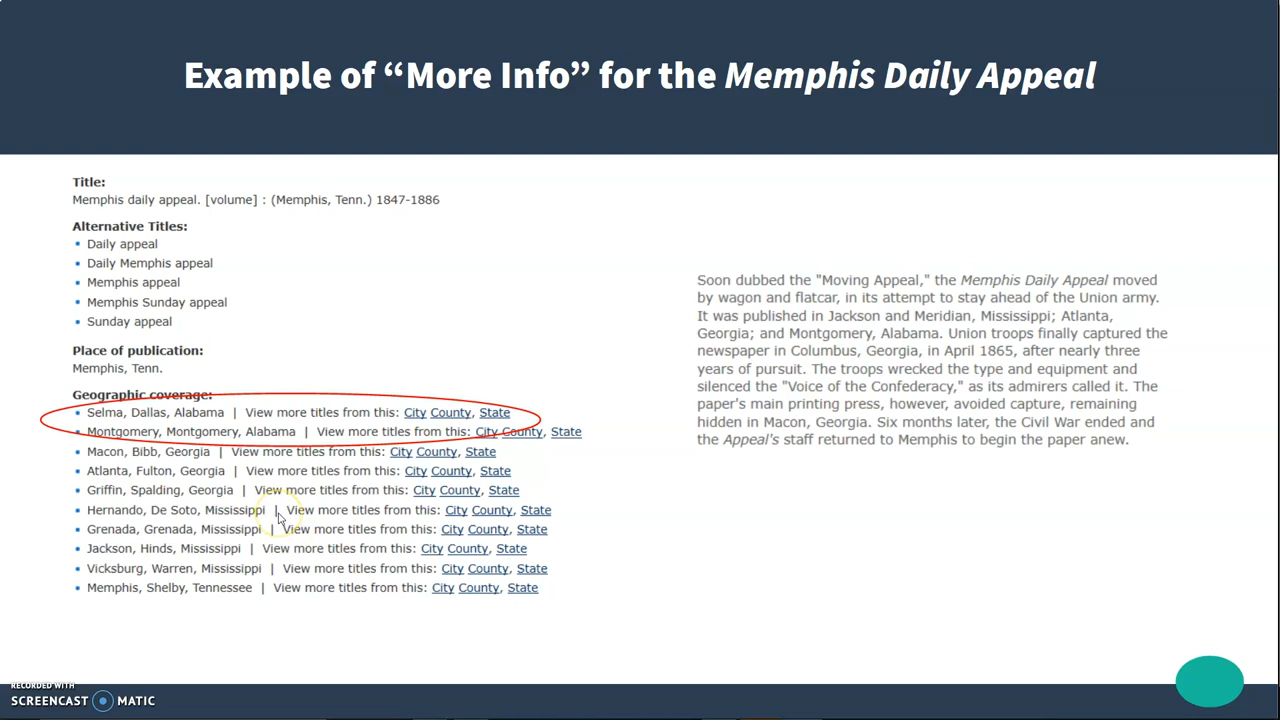 Example of “More Info” for the Memphis Daily Appeal
Title:
Memphis daily appeal. [volume] : (Memphis, Tenn.) 1847-1886
Alternative Titles:
Daily appeal
Daily Memphis appeal
Memphis appeal
Memphis Sunday appeal
Sunday appeal
Place of publication:
Memphis, Tenn.
Geographic coverage:
Selma, Dallas, Alabama | View more titles from this: City County, State
Montgomery, Montgomery, Alabama | View more titles from this: City County, State
Macon, Bibb, Georgia | View more titles from this: City County, State
Atlanta, Fulton, Georgia | View more titles from this: City County, State
Griffin, Spalding, Georgia | View more titles from this: City County, State
Hernando, De Soto, Mississippi | View more titles from this: City County, State
Grenada, Grenada, Mississippi | View more titles from this: City County, State
Jackson, Hinds, Mississippi | View more titles from this: City County, State
Vicksburg, Warren, Mississippi | View more titles from this: City County, State
Memphis, Shelby, Tennessee | View more titles from this: City County, State
Soon dubbed the "Moving Appeal," the Memphis Daily Appeal moved
by wagon and flatcar, in its attempt to stay ahead of the Union army.
It was published in Jackson and Meridian, Mississippi; Atlanta,
Georgia; and Montgomery, Alabama. Union troops finally captured the
newspaper in Columbus, Georgia, in April 1865, after nearly three
years of pursuit. The troops wrecked the type and equipment and
silenced the "Voice of the Confederacy," as its admirers called it. The
paper's main printing press, however, avoided capture, remaining
hidden in Macon, Georgia. Six months later, the Civil War ended and
the Appeal's staff returned to Memphis to begin the paper anew.
RECORDED WITH
SCREENCAST MATIC